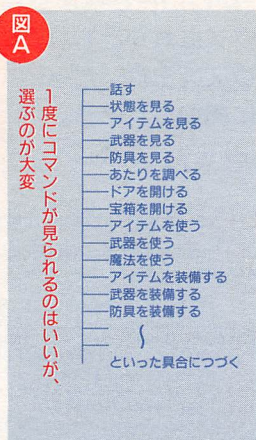 図
A
1度にコマンドが見られるのはいいが、
選ぶのが大変
話す
状態を見る
アイテムを見る
武器を見る
防具を見る
あたりを調べる
ドアを開ける
宝箱を開ける
アイテムを使う
武器を使う
魔法を使う
アイテムを装備する
武器を装備する
防具を装備する
〜
といった具合につづく